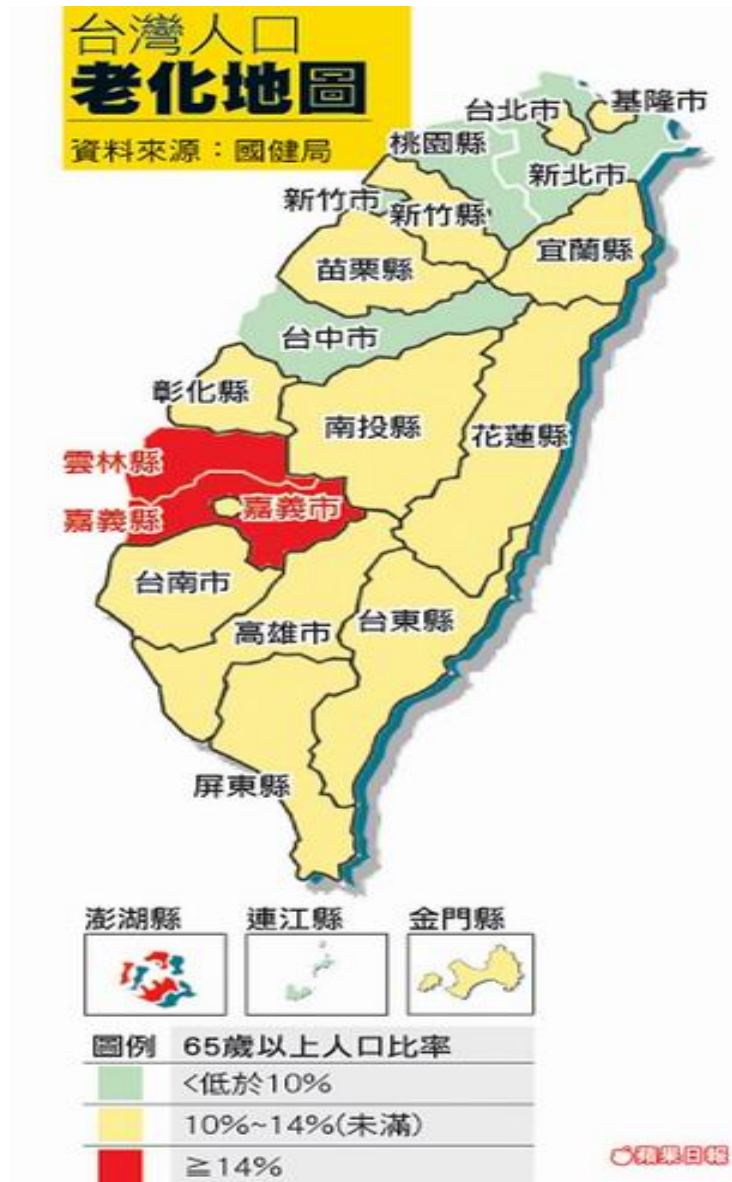 台灣人口
老化地圖
資料來源：國健局
基隆市
台北市
桃園縣
新北市
新竹市
新竹縣
宜蘭縣
苗栗縣
台中市
彰化縣
南投縣
花蓮縣
雲林縣
嘉義市
嘉義縣
台南市
台東縣
高雄市
屏東縣
澎湖縣 連江縣 金門縣
圖例 65歲以上人口比率
<低於10%
10%~14%(未滿)
≧14%
蘋果日報